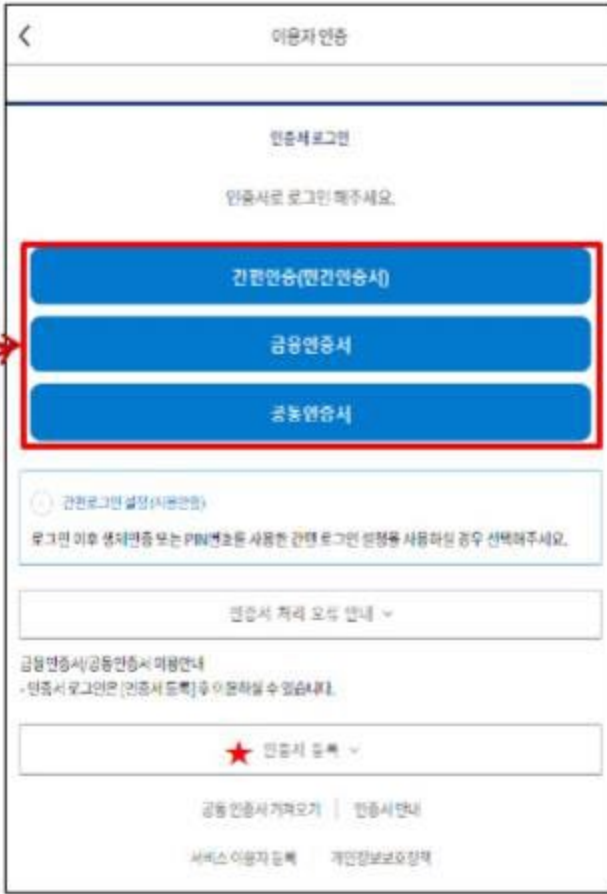 이용자 인증
인증서 로그인
인증서로 로그인 해주세요.
간편인증(민간인증서)
금융인증서
공동인증서
간편로그인 설정(지문안면)
로그인 이후 생체인증 또는 PIN번호를 사용한 간편 로그인 설정을 사용하실 경우 선택해주세요.
인증서 처리 오류 안내
금융인증서/공동인증서 이용안내
- 인증서 로그인은 [인증서 등록] 후 이용하실 수 있습니다.
인증서 등록
공동 인증서 가져오기 | 인증서 안내
서비스 이용자 등록 개인정보보호정책